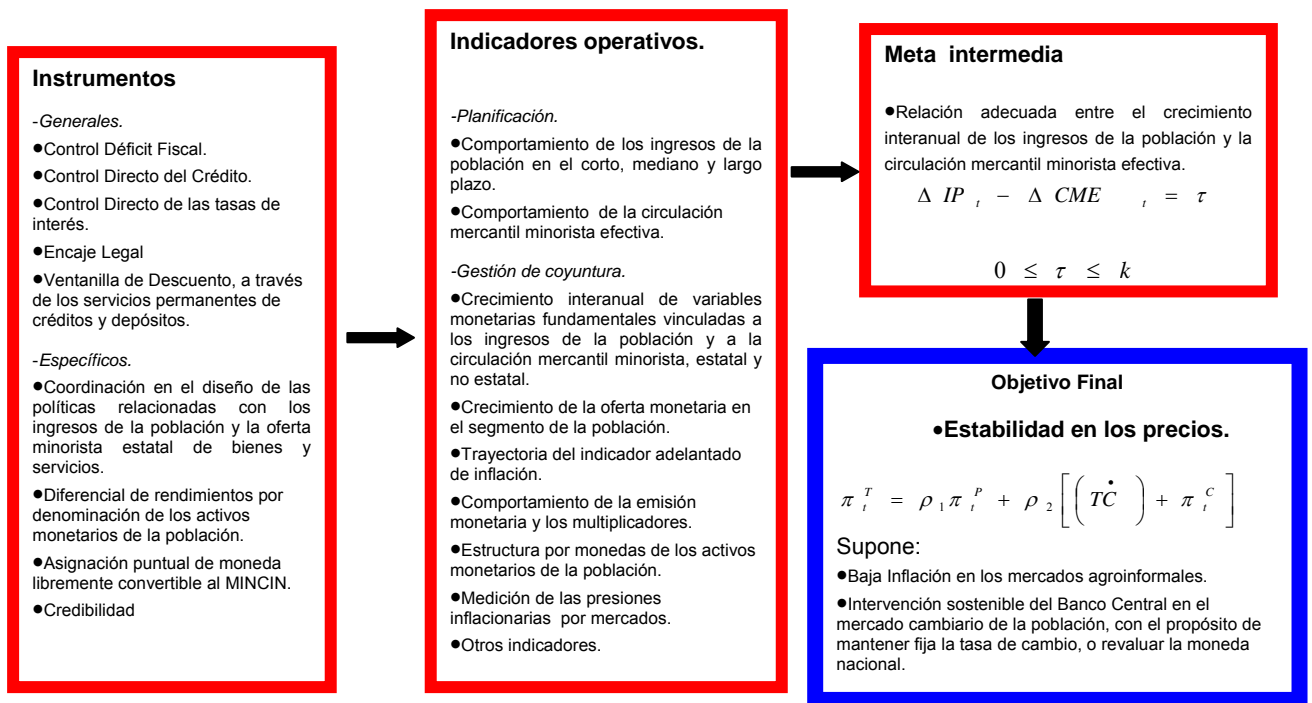 Instrumentos
-Generales.
●Control Déficit Fiscal.
●Control Directo del Crédito.
●Control Directo de las tasas de
interés.
●Encaje Legal
●Ventanilla de Descuento, a través
de los servicios permanentes de
créditos y depósitos.
-Específicos.
●Coordinación en el diseño de las
políticas relacionadas con los
ingresos de la población y la oferta
minorista estatal de bienes y
servicios.
●Diferencial de rendimientos por
denominación de los activos
monetarios de la población.
●Asignación puntual de moneda
libremente convertible al MINCIN.
●Credibilidad
Indicadores operativos.
-Planificación.
●Comportamiento de los ingresos de la
población en el corto, mediano y largo
plazo.
●Comportamiento de la circulación
mercantil minorista efectiva.
-Gestión de coyuntura.
●Crecimiento interanual de variables
monetarias fundamentales vinculadas a
los ingresos de la población y a la
circulación mercantil minorista, estatal y
no estatal.
●Crecimiento de la oferta monetaria en
el segmento de la población.
●Trayectoria del indicador adelantado
de inflación.
●Comportamiento de la emisión
monetaria y los multiplicadores.
●Estructura por monedas de los activos
monetarios de la población.
●Medición de las presiones
inflacionarias por mercados.
●Otros indicadores.
Meta intermedia
●Relación adecuada entre el crecimiento
interanual de los ingresos de la población y la
circulación mercantil minorista efectiva.
Δ IP t − Δ CME t = τ
0 ≤ τ ≤ k
Objetivo Final
●Estabilidad en los precios.
π t^T = ρ 1 π t^P + ρ 2 [ ( TĊ ) + π t^C ]
Supone:
●Baja Inflación en los mercados agroinformales.
●Intervención sostenible del Banco Central en el
mercado cambiario de la población, con el propósito de
mantener fija la tasa de cambio, o revaluar la moneda
nacional.